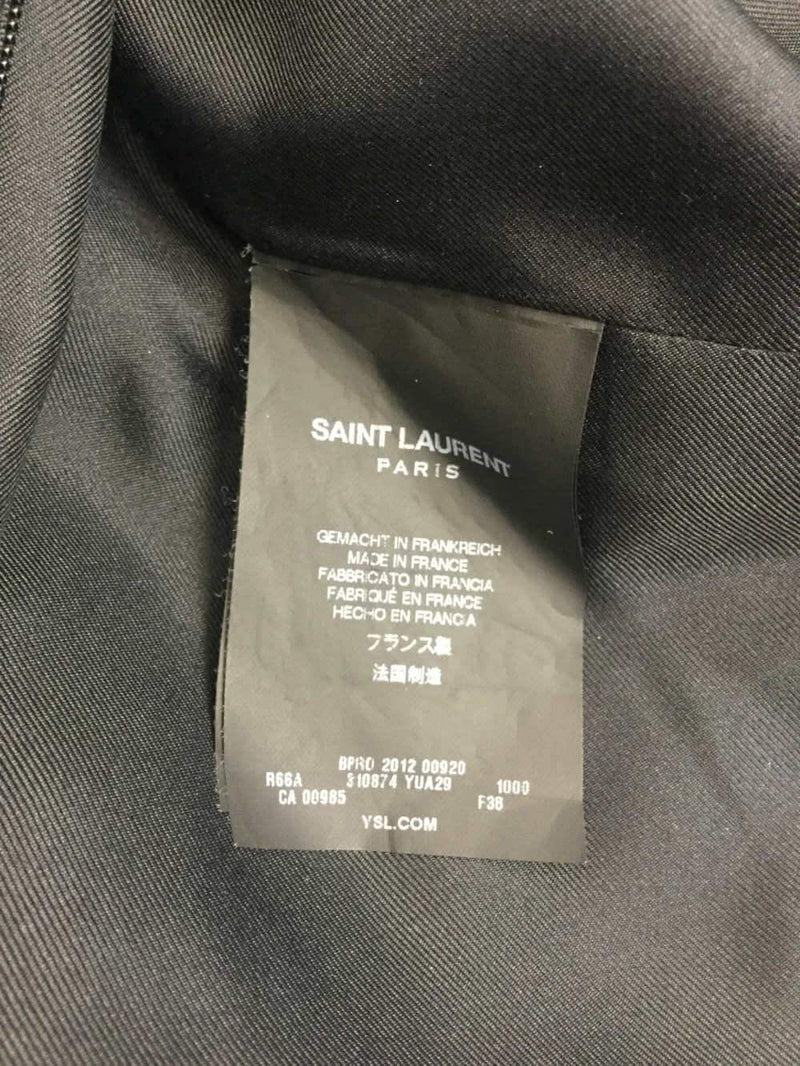 SAINT LAURENT
PARIS
GEMACHT IN FRANKREICH
MADE IN FRANCE
FABBRICATO IN FRANCIA
FABRIQUÉ EN FRANCE
HECHO EN FRANCIA
フランス製
法国制造
BPRO 2012 00920
R66A 310874 YUA29 1000
CA 00985 F38
YSL.COM